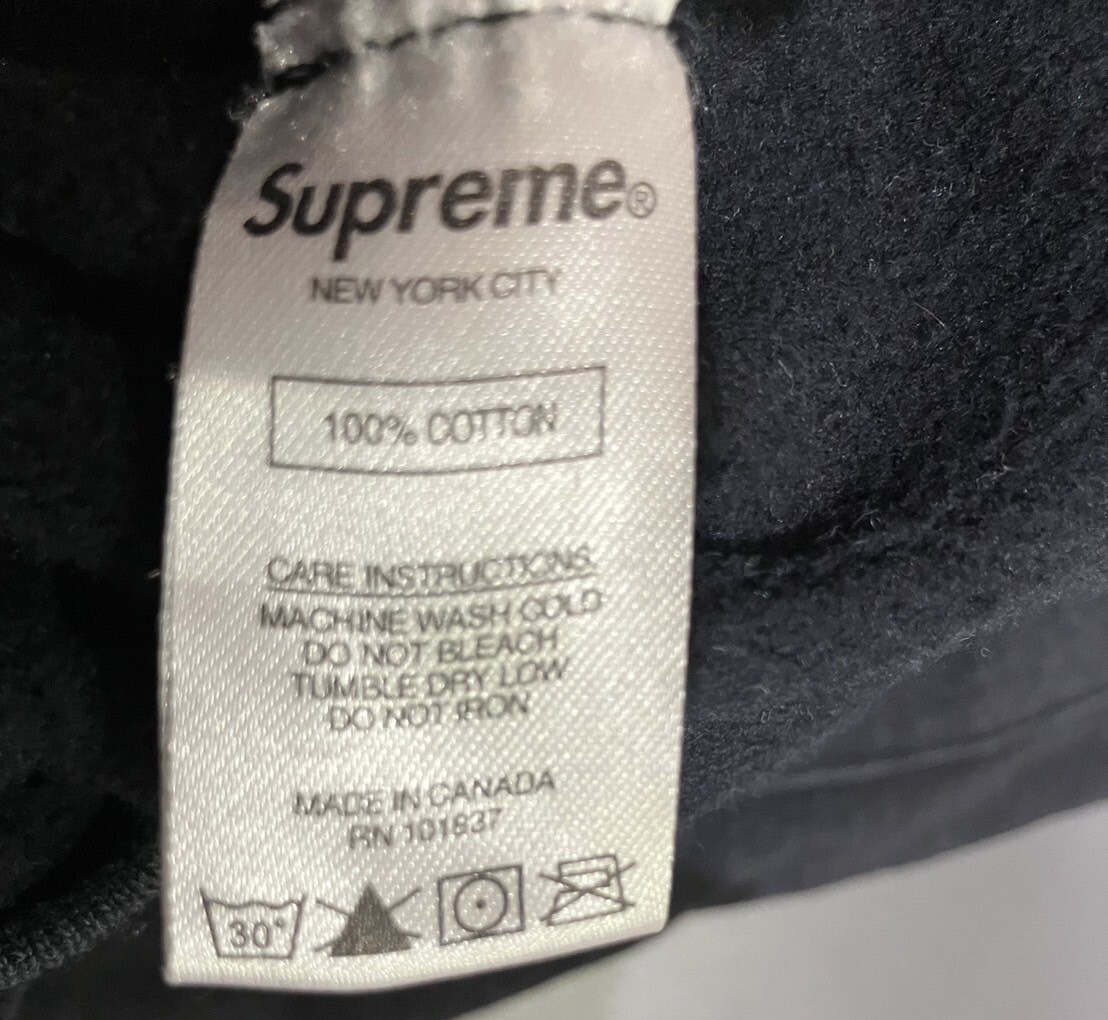 Supreme®
NEW YORK CITY
100% COTTON
CARE INSTRUCTIONS
MACHINE WASH COLD
DO NOT BLEACH
TUMBLE DRY LOW
DO NOT IRON
MADE IN CANADA
RN 101837
30°